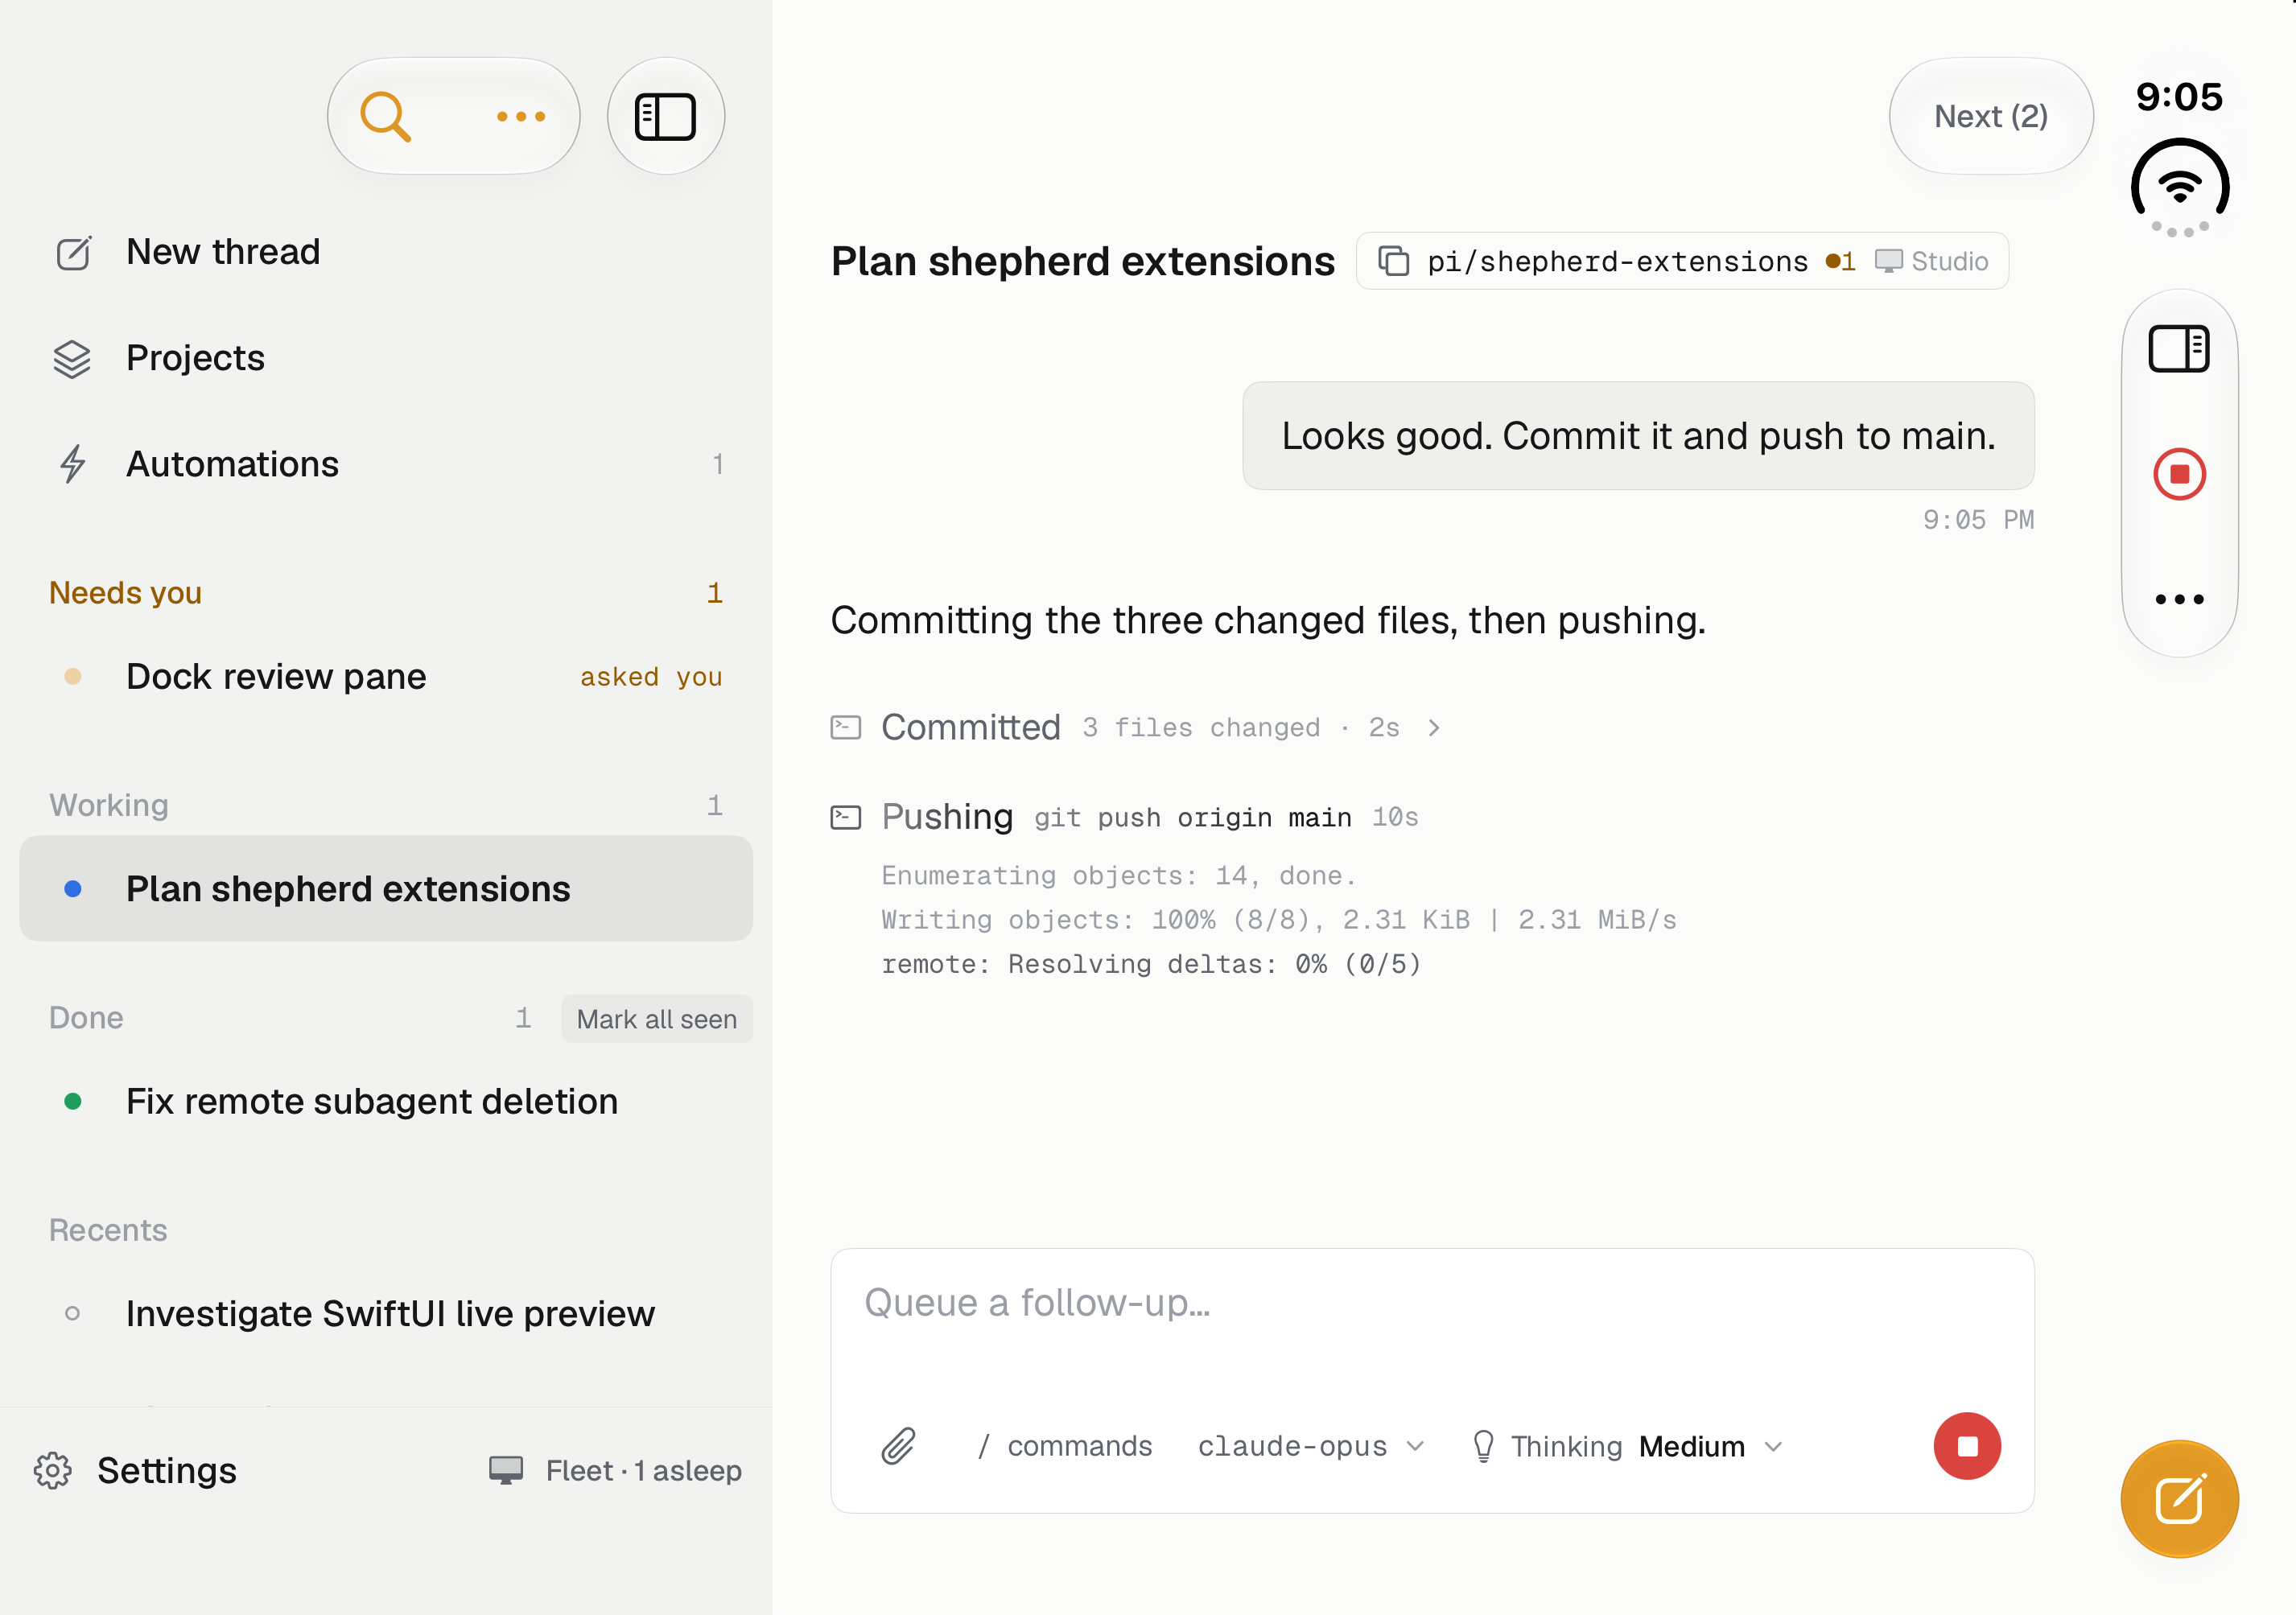 New thread
Projects
Automations 1
Needs you 1
Dock review pane asked you
Working 1
Plan shepherd extensions
Done 1 Mark all seen
Fix remote subagent deletion
Recents
Investigate SwiftUI live preview
Settings Fleet · 1 asleep
Next (2)
9:05
Plan shepherd extensions pi/shepherd-extensions 1 Studio
Looks good. Commit it and push to main.
9:05 PM
Committing the three changed files, then pushing.
Committed 3 files changed · 2s
Pushing git push origin main 10s
Enumerating objects: 14, done.
Writing objects: 100% (8/8), 2.31 KiB | 2.31 MiB/s
remote: Resolving deltas: 0% (0/5)
Queue a follow-up…
/ commands claude-opus Thinking Medium